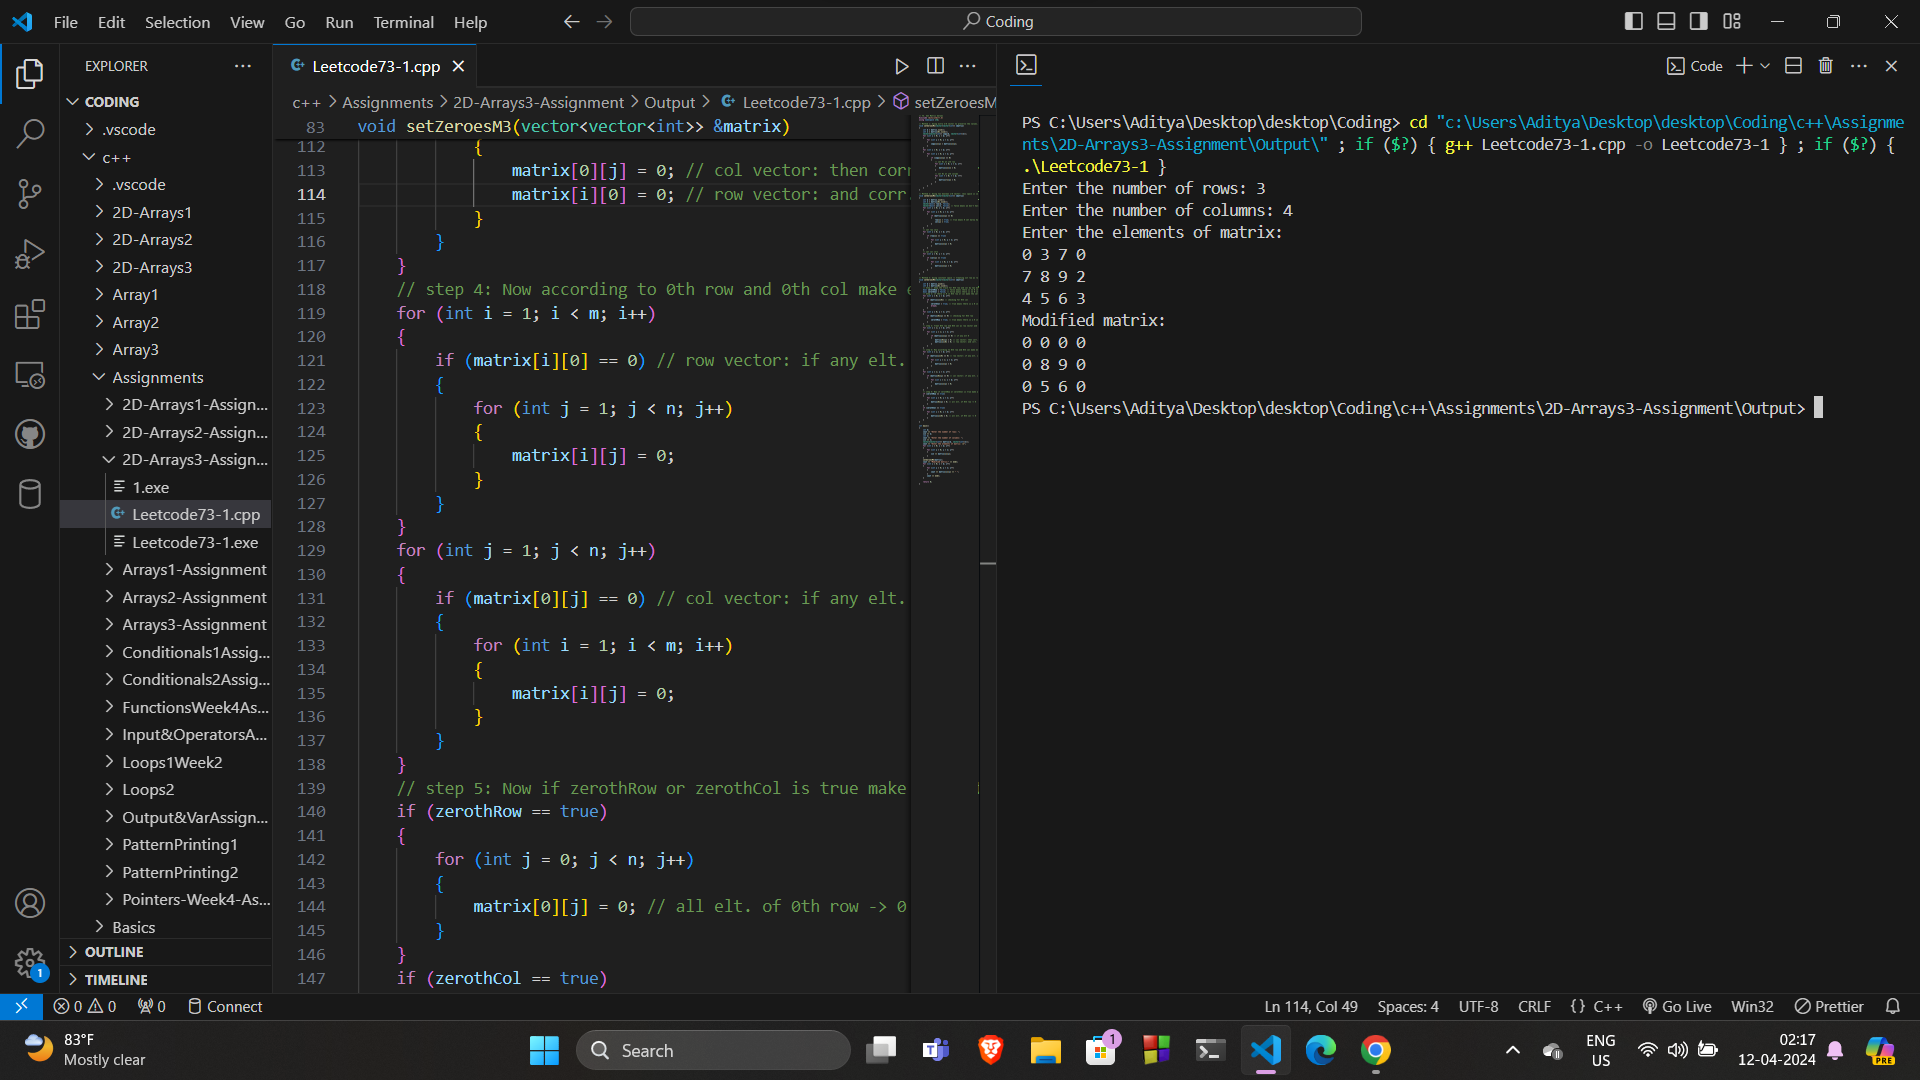 File Edit Selection View Go Run Terminal Help
Coding
EXPLORER
CODING
.vscode
c++
.vscode
2D-Arrays1
2D-Arrays2
2D-Arrays3
Array1
Array2
Array3
Assignments
2D-Arrays1-Assign...
2D-Arrays2-Assign...
2D-Arrays3-Assign...
1.exe
Leetcode73-1.cpp
Leetcode73-1.exe
Arrays1-Assignment
Arrays2-Assignment
Arrays3-Assignment
Conditionals1Assig...
Conditionals2Assig...
FunctionsWeek4As...
Input&OperatorsA...
Loops1Week2
Loops2
Output&VarAssign...
PatternPrinting1
PatternPrinting2
Pointers-Week4-As...
Basics
OUTLINE
TIMELINE
1
Leetcode73-1.cpp
c++ > Assignments > 2D-Arrays3-Assignment > Output > Leetcode73-1.cpp > setZeroesM
83 void setZeroesM3(vector<vector<int>> &matrix)
112 {
113 matrix[0][j] = 0; // col vector: then corr
114 matrix[i][0] = 0; // row vector: and corr.
115 }
116 }
117 }
118 // step 4: Now according to 0th row and 0th col make e
119 for (int i = 1; i < m; i++)
120 {
121 if (matrix[i][0] == 0) // row vector: if any elt.
122 {
123 for (int j = 1; j < n; j++)
124 {
125 matrix[i][j] = 0;
126 }
127 }
128 }
129 for (int j = 1; j < n; j++)
130 {
131 if (matrix[0][j] == 0) // col vector: if any elt.
132 {
133 for (int i = 1; i < m; i++)
134 {
135 matrix[i][j] = 0;
136 }
137 }
138 }
139 // step 5: Now if zerothRow or zerothCol is true make
140 if (zerothRow == true)
141 {
142 for (int j = 0; j < n; j++)
143 {
144 matrix[0][j] = 0; // all elt. of 0th row -> 0
145 }
146 }
147 if (zerothCol == true)
Code
PS C:\Users\Aditya\Desktop\desktop\Coding> cd "c:\Users\Aditya\Desktop\desktop\Coding\c++\Assignme
nts\2D-Arrays3-Assignment\Output\" ; if ($?) { g++ Leetcode73-1.cpp -o Leetcode73-1 } ; if ($?) {
.\Leetcode73-1 }
Enter the number of rows: 3
Enter the number of columns: 4
Enter the elements of matrix:
0 3 7 0
7 8 9 2
4 5 6 3
Modified matrix:
0 0 0 0
0 8 9 0
0 5 6 0
PS C:\Users\Aditya\Desktop\desktop\Coding\c++\Assignments\2D-Arrays3-Assignment\Output>
0 0 0 Connect
Ln 114, Col 49 Spaces: 4 UTF-8 CRLF {} C++ Go Live Win32 Prettier
83°F
Mostly clear
Search
1
ENG
US
02:17
12-04-2024
PRE